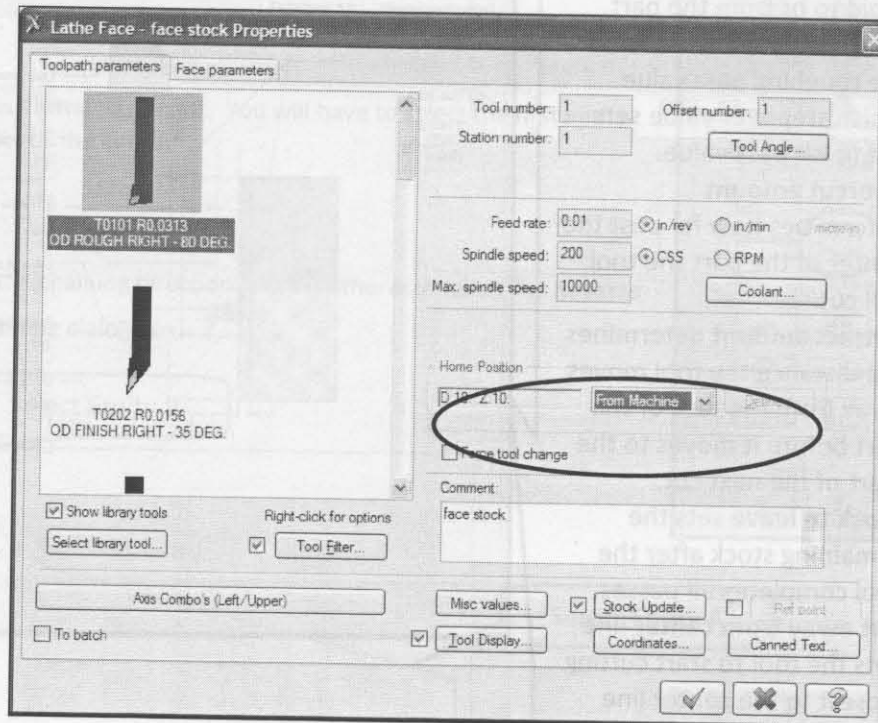 Lathe Face - face stock Properties
Toolpath parameters
Face parameters
T0101 R0.0313
OD ROUGH RIGHT - 80 DEG.
T0202 R0.0156
OD FINISH RIGHT - 35 DEG.
Show library tools
Right-click for options
Select library tool...
Tool Filter...
Axis Combo's (Left/Upper)
To batch
Tool number: 1
Offset number: 1
Station number: 1
Tool Angle...
Feed rate: 0.01 in/rev in/min
Spindle speed: 200 CSS RPM
Max. spindle speed: 10000
Coolant...
Home Position
D:10. Z:10.
From Machine
Force tool change
Comment
face stock
Misc values...
Stock Update...
Ref point
Tool Display...
Coordinates...
Canned Text...